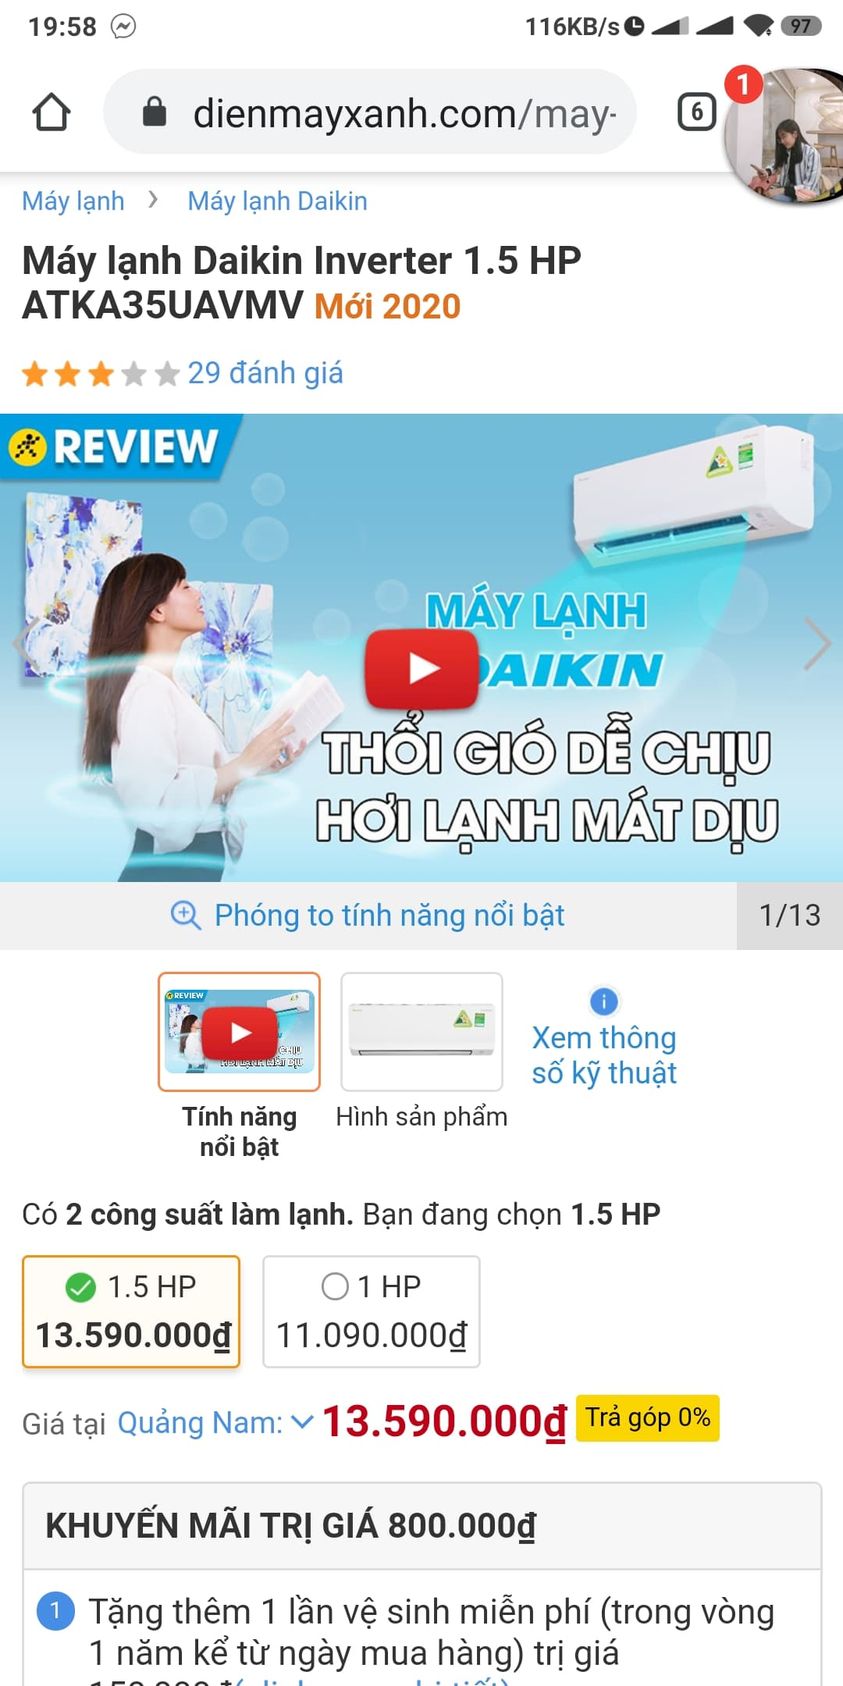 19:58
116KB/s
97
dienmayxanh.com/may-
6
1
Máy lạnh > Máy lạnh Daikin
Máy lạnh Daikin Inverter 1.5 HP
ATKA35UAVMV Mới 2020
29 đánh giá
REVIEW
MÁY LẠNH
DAIKIN
THỔI GIÓ DỄ CHỊU
HƠI LẠNH MÁT DỊU
Phóng to tính năng nổi bật
1/13
REVIEW
Tính năng
nổi bật
Hình sản phẩm
Xem thông
số kỹ thuật
Có 2 công suất làm lạnh. Bạn đang chọn 1.5 HP
1.5 HP
13.590.000₫
1 HP
11.090.000₫
Giá tại Quảng Nam: 13.590.000₫ Trả góp 0%
KHUYẾN MÃI TRỊ GIÁ 800.000₫
1 Tặng thêm 1 lần vệ sinh miễn phí (trong vòng
1 năm kể từ ngày mua hàng) trị giá